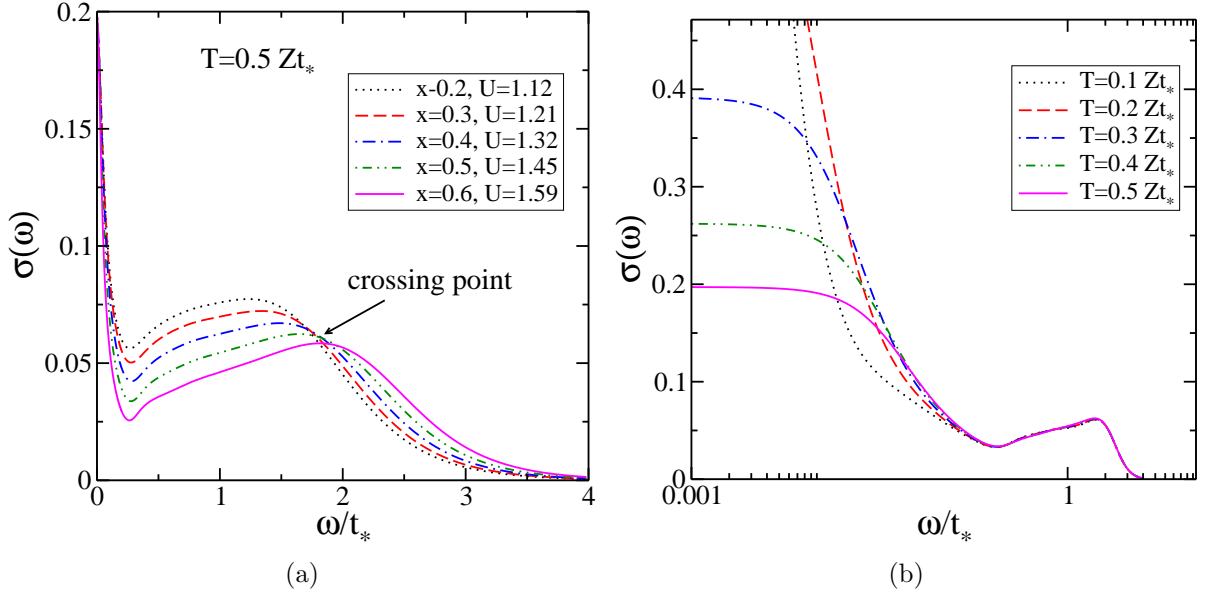 0.2
0.15
0.1
0.05
0
σ(ω)
T=0.5 Zt*
x-0.2, U=1.12
x=0.3, U=1.21
x=0.4, U=1.32
x=0.5, U=1.45
x=0.6, U=1.59
crossing point
0 1 2 3 4
ω/t*
(a)
0.4
0.3
0.2
0.1
0
σ(ω)
T=0.1 Zt*
T=0.2 Zt*
T=0.3 Zt*
T=0.4 Zt*
T=0.5 Zt*
0.001 1
ω/t*
(b)